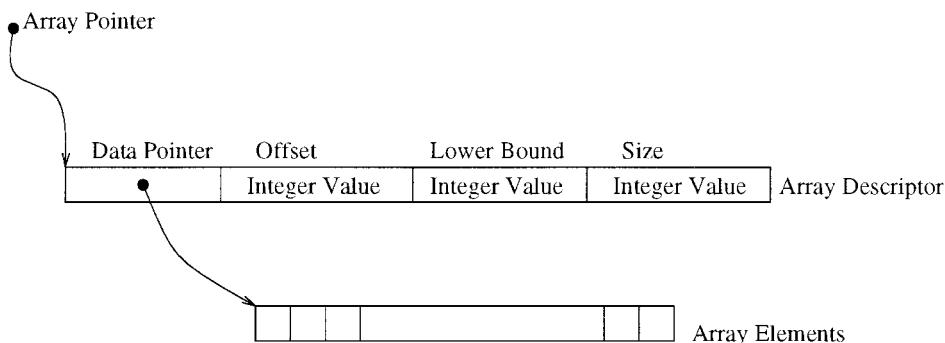 Array Pointer
Data Pointer Offset Lower Bound Size
Integer Value Integer Value Integer Value Array Descriptor
Array Elements